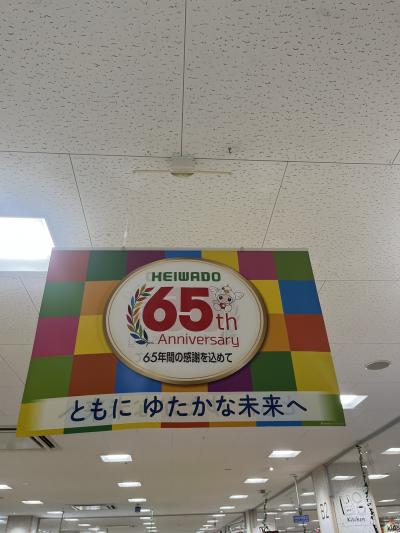 HEIWADO
65th
Anniversary
65年間の感謝を込めて
ともに ゆたかな未来へ
Kitchen